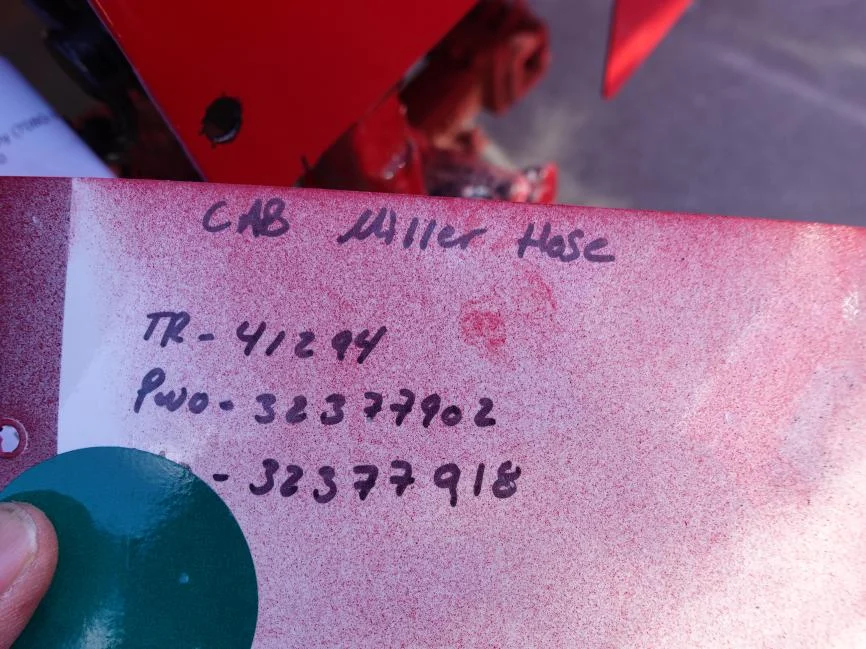 CAB Miller Hose
TR - 41294
PWO - 32377902
- 32377918